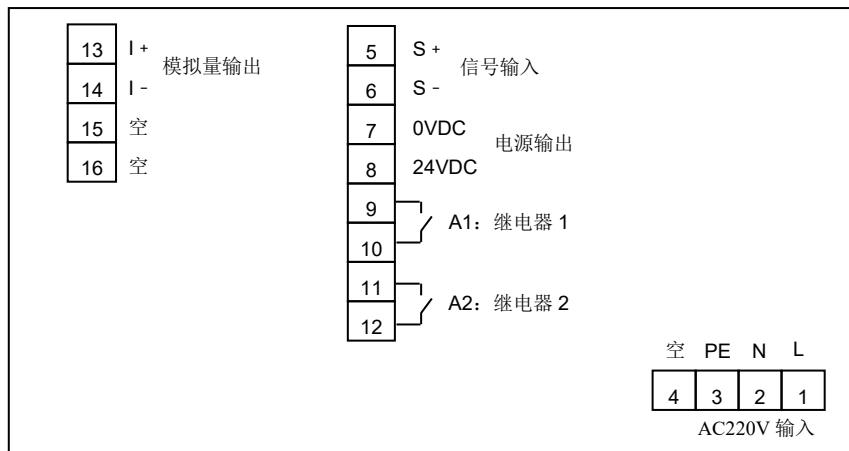 13 I +
模拟量输出
14 I -
15 空
16 空
5 S +
信号输入
6 S -
7 0VDC
电源输出
8 24VDC
9
A1：继电器 1
10
11
A2：继电器 2
12
空 PE N L
4 3 2 1
AC220V 输入